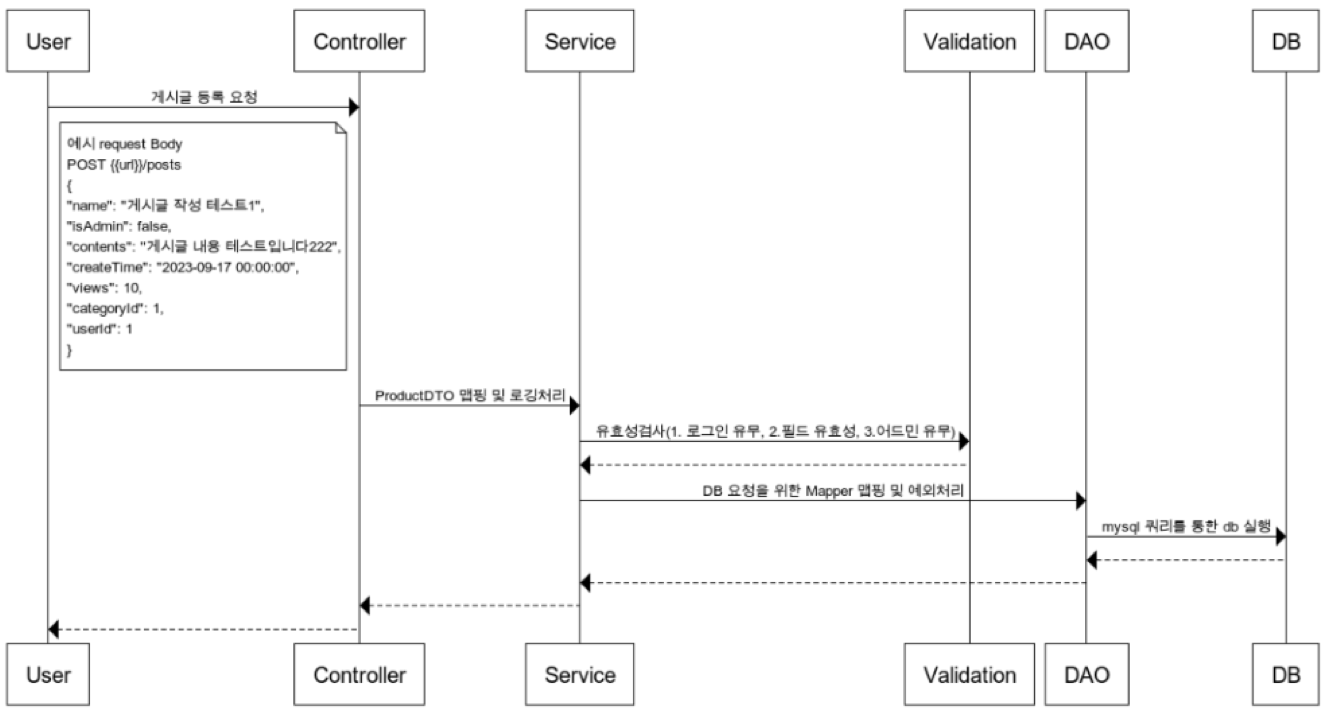 User
Controller
Service
Validation
DAO
DB
게시글 등록 요청
예시 request Body
POST {{url}}/posts
{
"name": "게시글 작성 테스트1",
"isAdmin": false,
"contents": "게시글 내용 테스트입니다222",
"createTime": "2023-09-17 00:00:00",
"views": 10,
"categoryId": 1,
"userId": 1
}
ProductDTO 맵핑 및 로깅처리
유효성검사(1. 로그인 유무, 2.필드 유효성, 3.어드민 유무)
DB 요청을 위한 Mapper 맵핑 및 예외처리
mysql 쿼리를 통한 db 실행
User
Controller
Service
Validation
DAO
DB